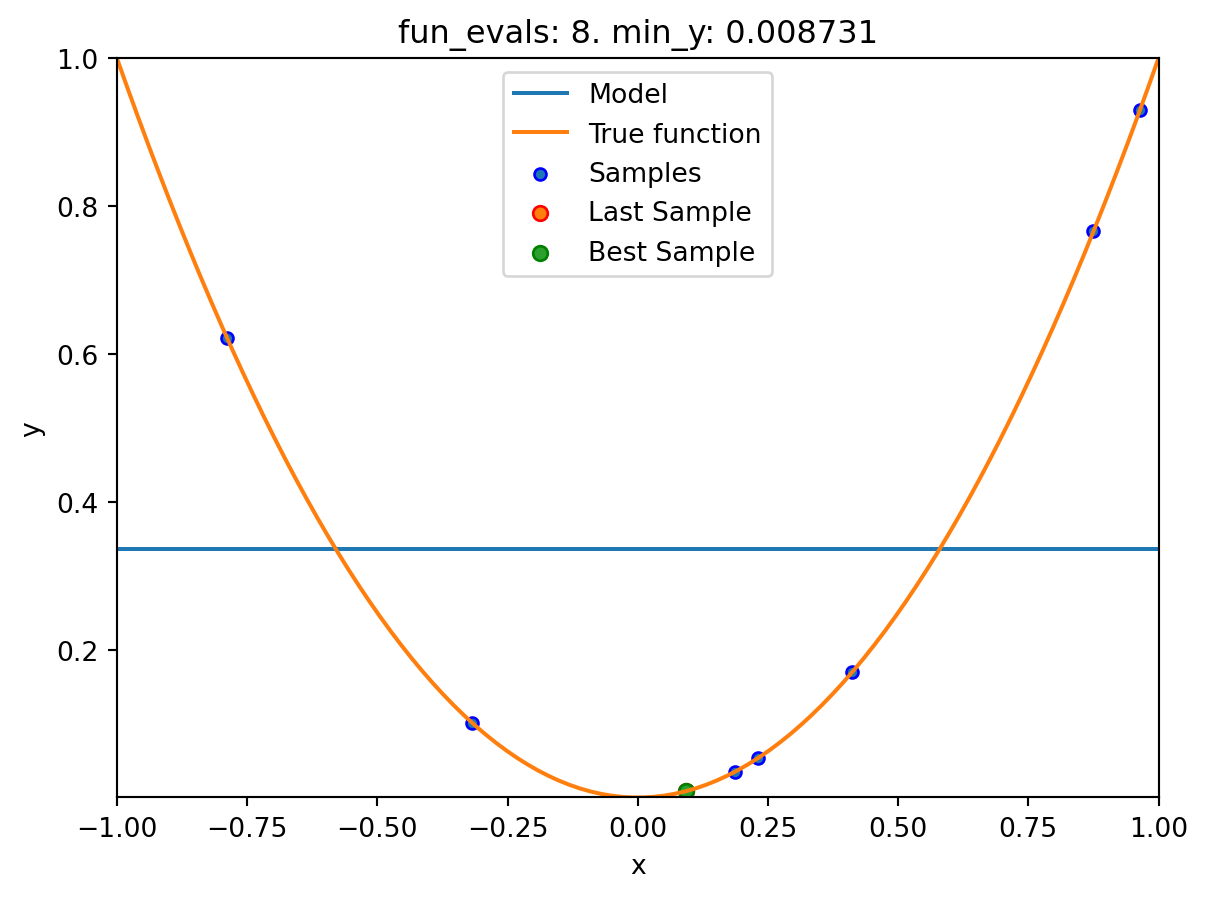 fun_evals: 8. min_y: 0.008731
Model
True function
Samples
Last Sample
Best Sample
1.0
0.8
0.6
0.4
0.2
y
−1.00 −0.75 −0.50 −0.25 0.00 0.25 0.50 0.75 1.00
x